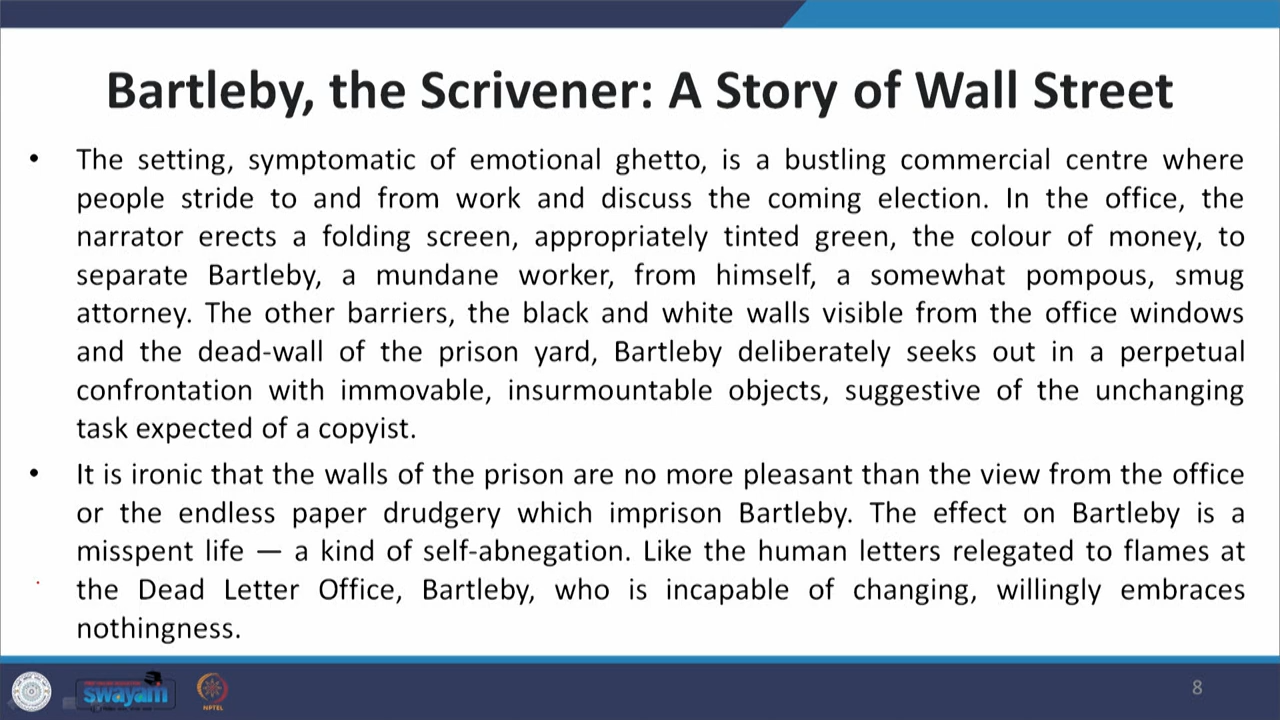 Bartleby, the Scrivener: A Story of Wall Street
• The setting, symptomatic of emotional ghetto, is a bustling commercial centre where
people stride to and from work and discuss the coming election. In the office, the
narrator erects a folding screen, appropriately tinted green, the colour of money, to
separate Bartleby, a mundane worker, from himself, a somewhat pompous, smug
attorney. The other barriers, the black and white walls visible from the office windows
and the dead-wall of the prison yard, Bartleby deliberately seeks out in a perpetual
confrontation with immovable, insurmountable objects, suggestive of the unchanging
task expected of a copyist.
• It is ironic that the walls of the prison are no more pleasant than the view from the office
or the endless paper drudgery which imprison Bartleby. The effect on Bartleby is a
misspent life — a kind of self-abnegation. Like the human letters relegated to flames at
the Dead Letter Office, Bartleby, who is incapable of changing, willingly embraces
nothingness.
swayam
NPTEL
8